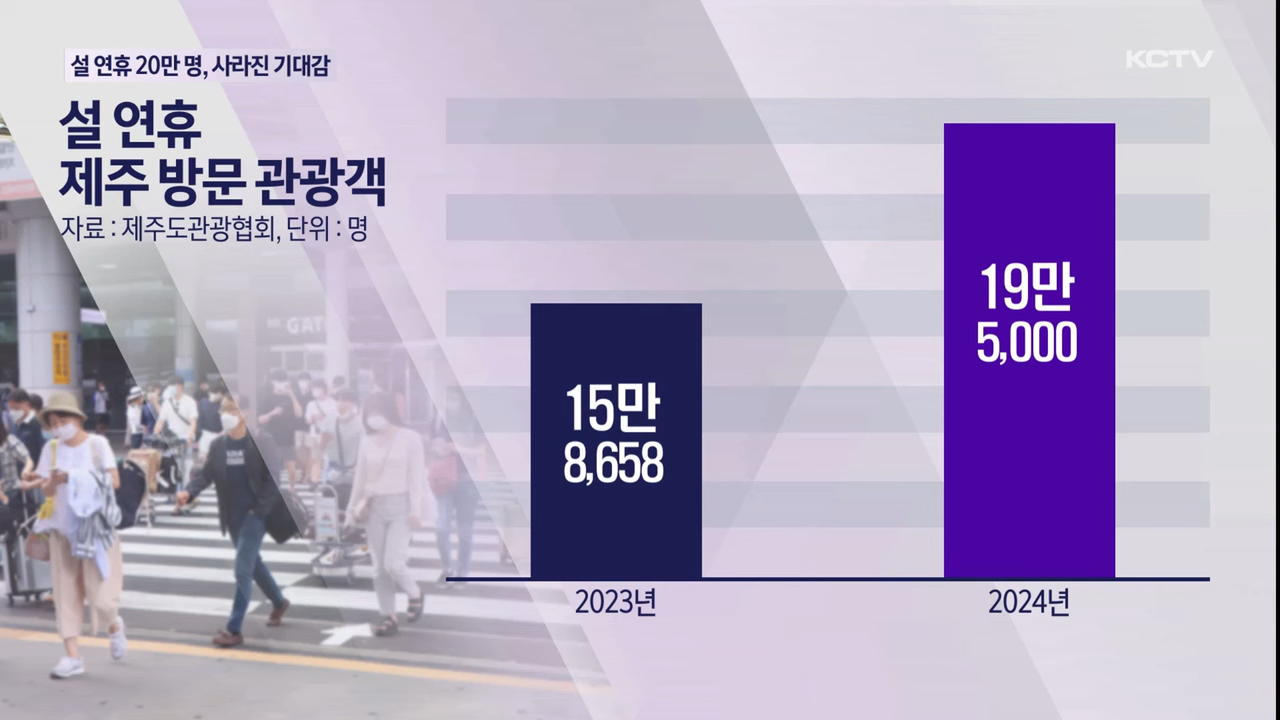 설 연휴 20만 명, 사라진 기대감
KCTV
설 연휴
제주 방문 관광객
자료 : 제주도관광협회, 단위 : 명
GATE
15만
8,658
19만
5,000
2023년
2024년